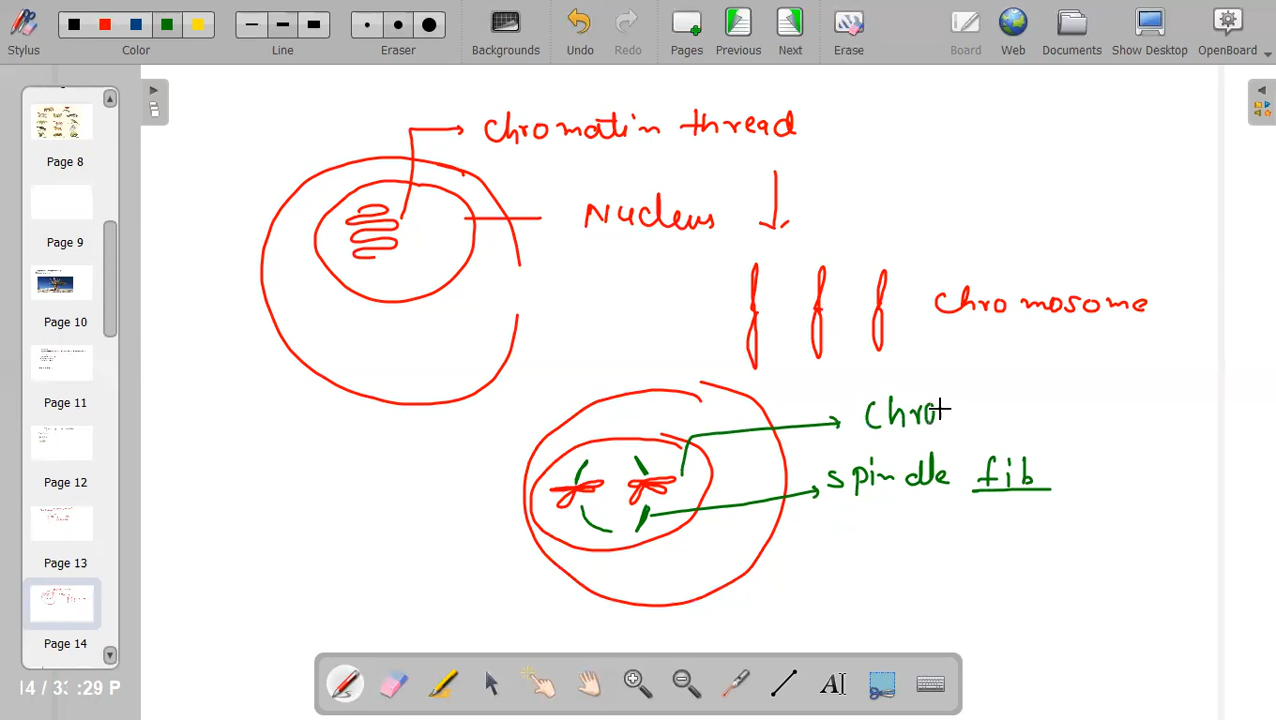 Stylus
Color
Line
Eraser
Backgrounds
Undo
Redo
Pages
Previous
Next
Erase
Board
Web
Documents
Show Desktop
OpenBoard
Page 8
Page 9
Page 10
Page 11
Page 12
Page 13
Page 14
chromatin thread
Nucleus
chromosome
Chro
spindle fib